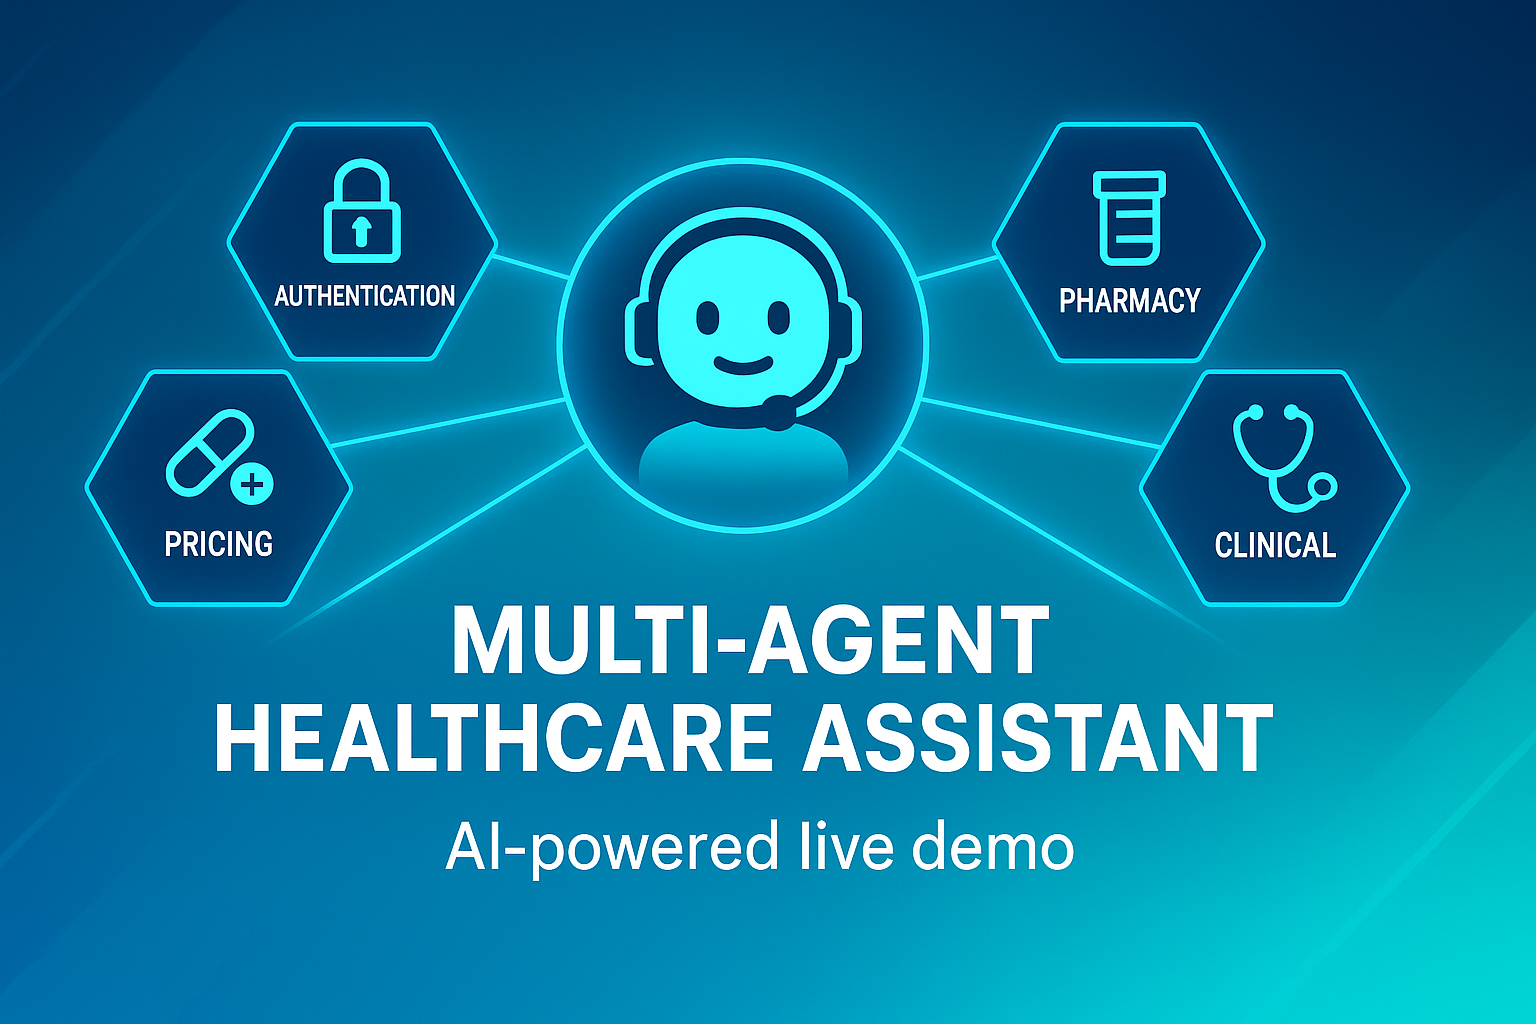 AUTHENTICATION
PHARMACY
PRICING
CLINICAL
MULTI-AGENT
HEALTHCARE ASSISTANT
AI-powered live demo